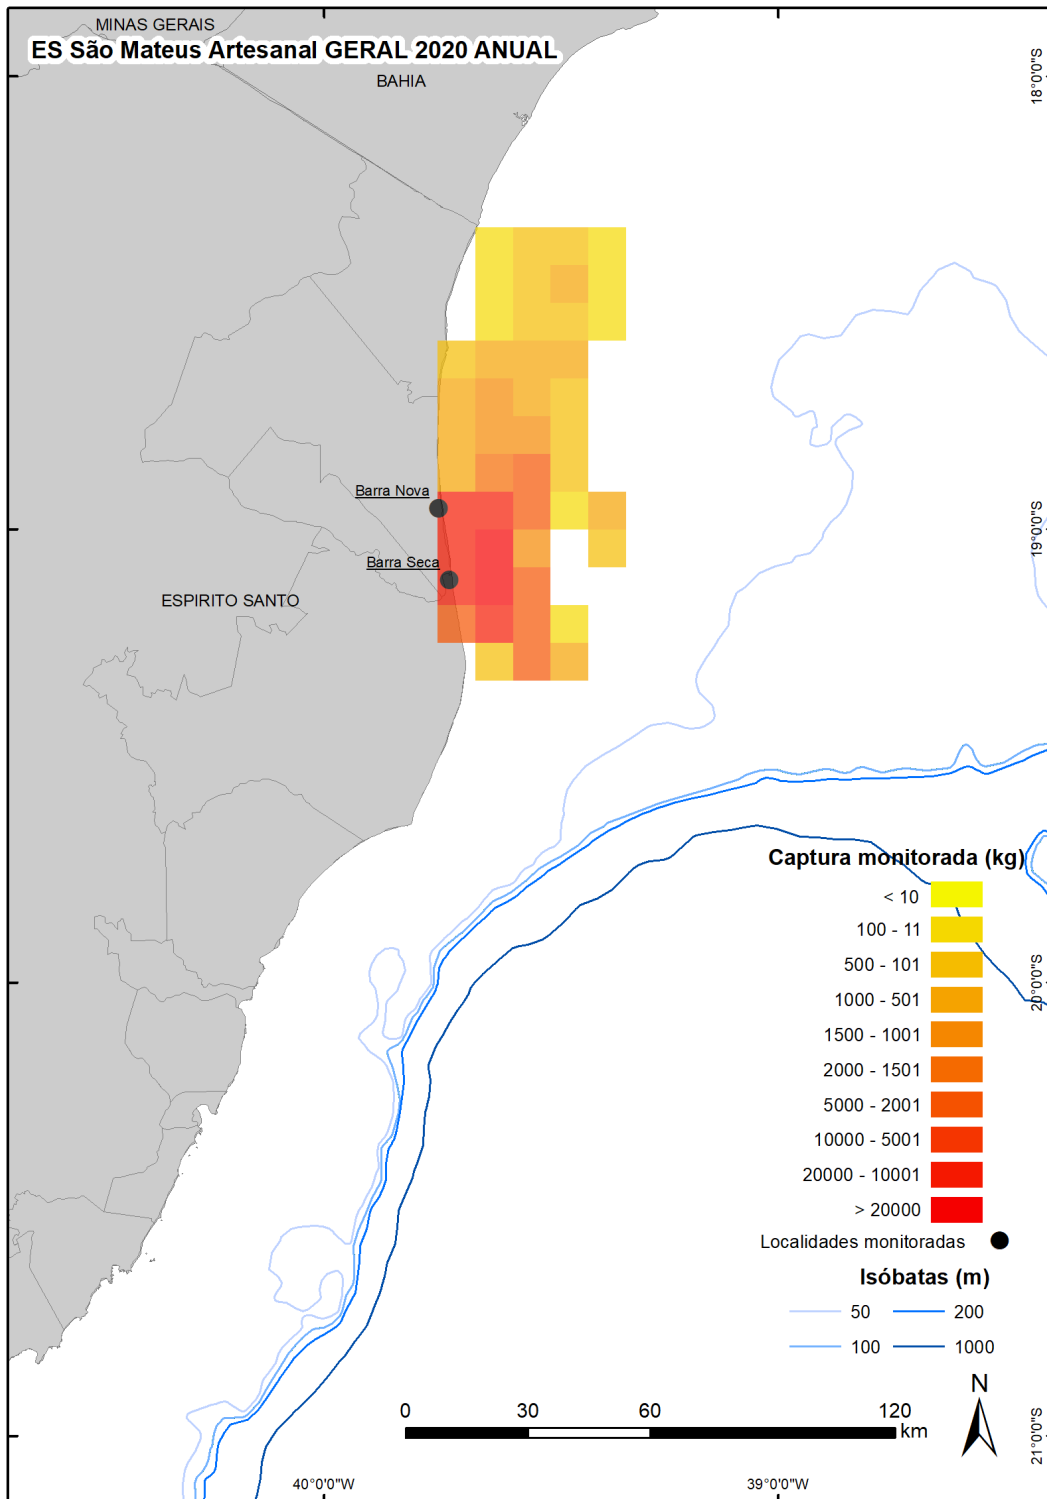 MINAS GERAIS
ES São Mateus Artesanal GERAL 2020 ANUAL
BAHIA
18°0'0"S
Barra Nova
19°0'0"S
Barra Seca
ESPIRITO SANTO
Captura monitorada (kg)
< 10
100 - 11
500 - 101
1000 - 501
1500 - 1001
2000 - 1501
5000 - 2001
10000 - 5001
20000 - 10001
> 20000
20°0'0"S
Localidades monitoradas
Isóbatas (m)
50 200
100 1000
N
0 30 60 120
km
21°0'0"S
40°0'0"W 39°0'0"W